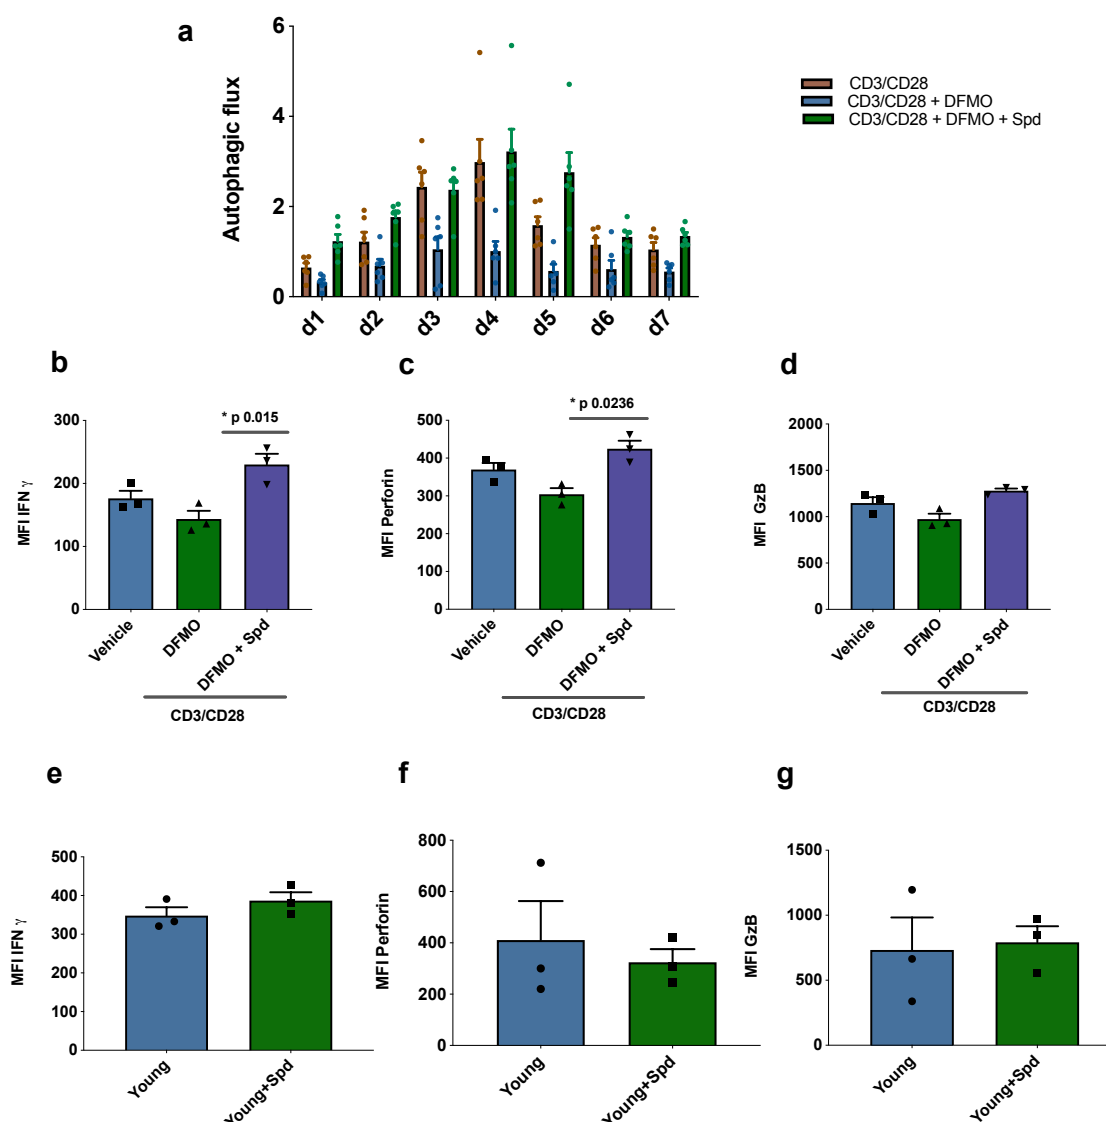 a
Autophagic flux
6
4
2
0
d1
d2
d3
d4
d5
d6
d7
CD3/CD28
CD3/CD28 + DFMO
CD3/CD28 + DFMO + Spd
b
MFI IFN γ
300
200
100
0
* p 0.015
Vehicle
DFMO
DFMO + Spd
CD3/CD28
c
MFI Perforin
500
400
300
200
100
0
* p 0.0236
Vehicle
DFMO
DFMO + Spd
CD3/CD28
d
MFI GzB
2000
1500
1000
500
0
Vehicle
DFMO
DFMO + Spd
CD3/CD28
e
MFI IFN γ
500
400
300
200
100
0
Young
Young+Spd
f
MFI Perforin
800
600
400
200
0
Young
Young+Spd
g
MFI GzB
1500
1000
500
0
Young
Young+Spd